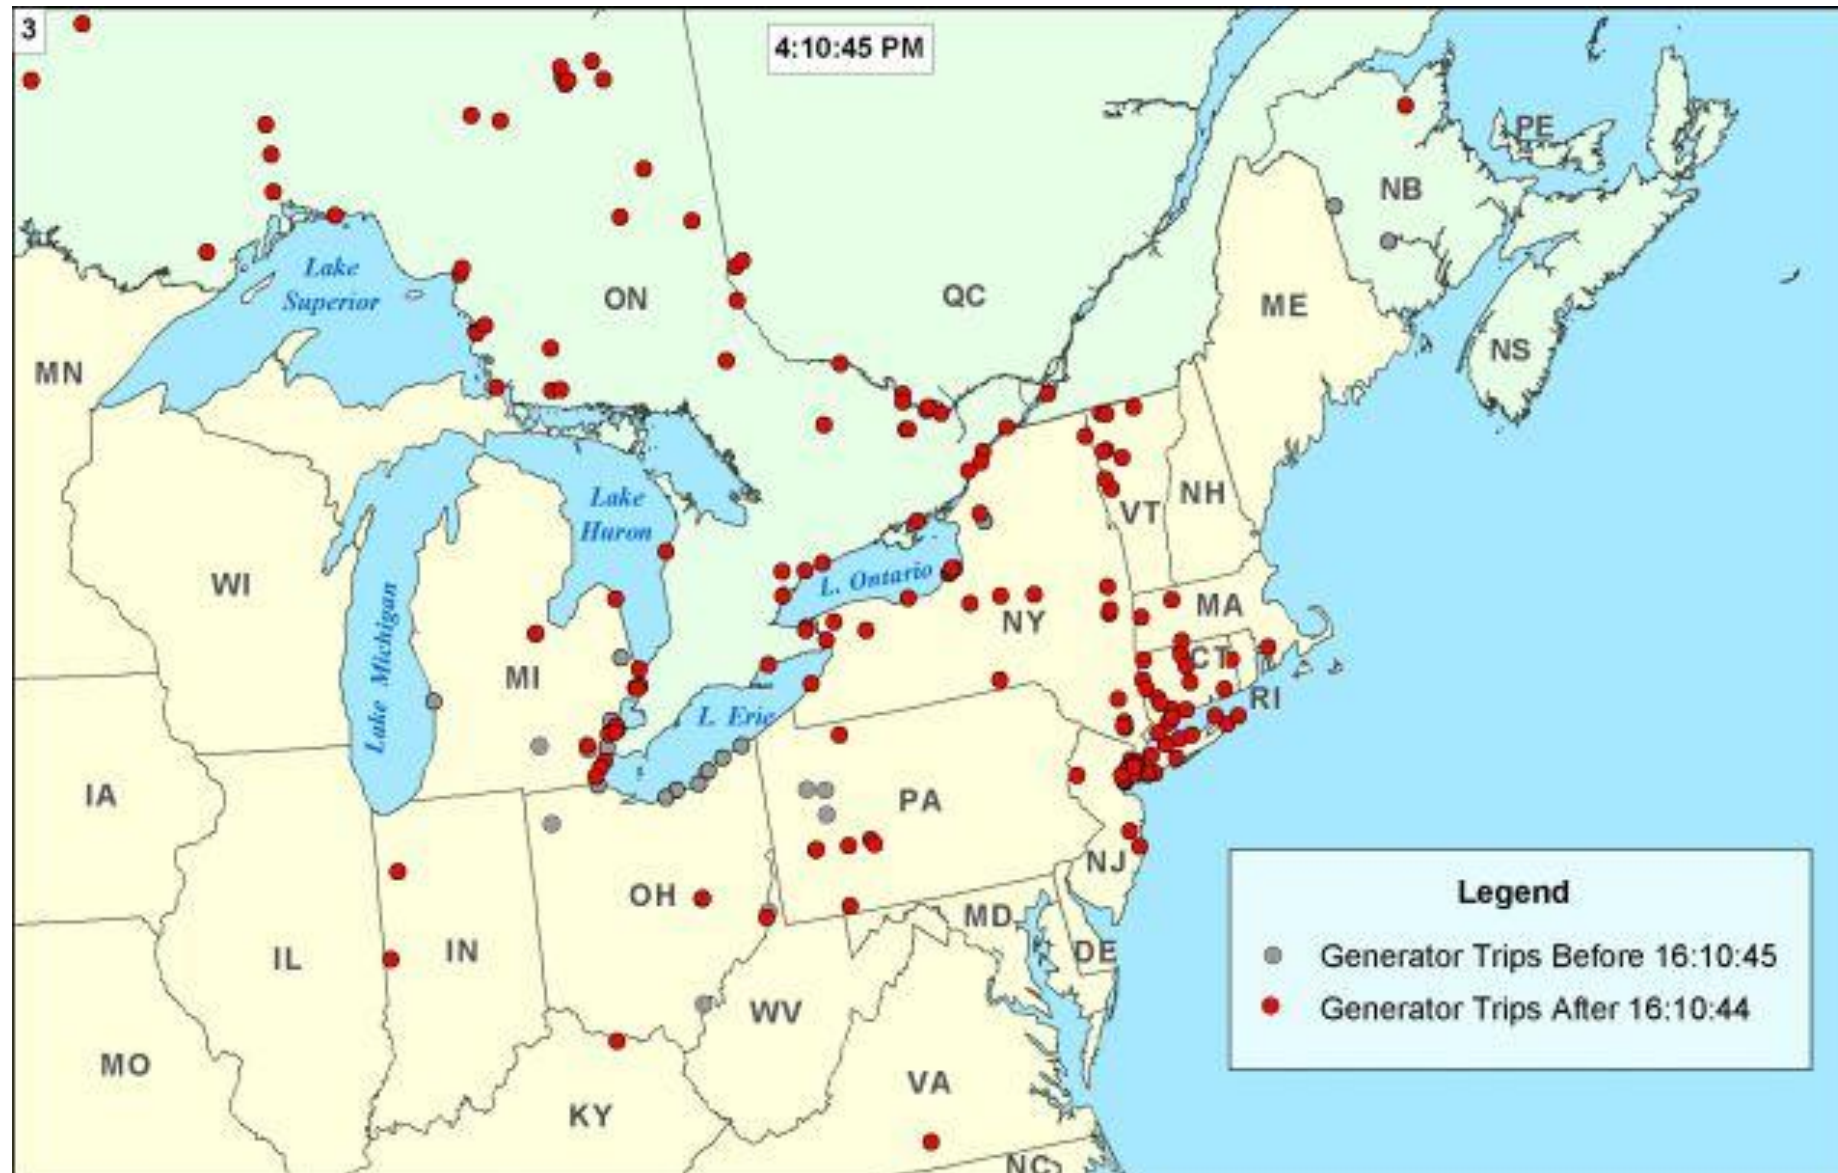 3
4:10:45 PM
PE
NB
Lake
Superior
ON
QC
ME
NS
MN
Lake
Huron
NH
VT
WI
L. Ontario
Lake Michigan
NY
MA
MI
CT
RI
L. Erie
IA
PA
NJ
OH
MD
DE
IL
IN
WV
MO
VA
KY
NC
Legend
Generator Trips Before 16:10:45
Generator Trips After 16:10:44